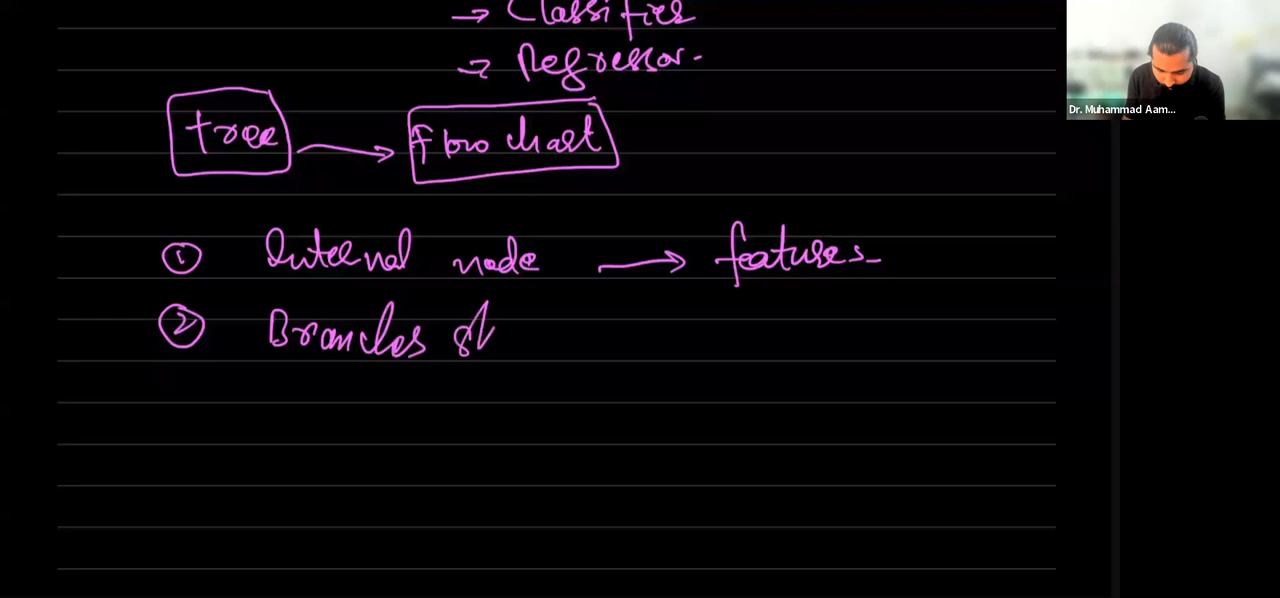 → Classifier
→ Regressor.
tree → flow chart
① Internal node → features
② Branches
Dr. Muhammad Aam...